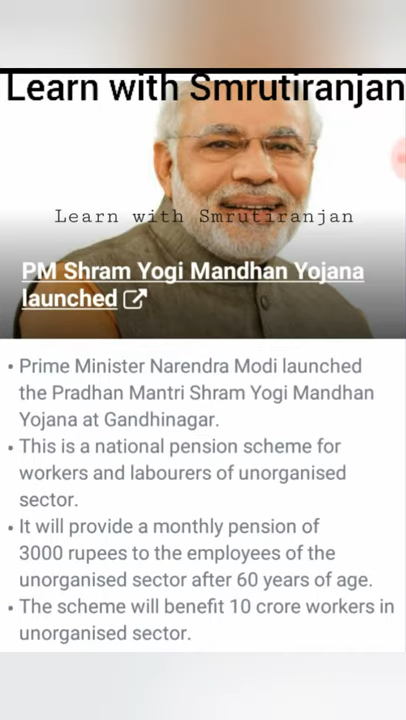 Learn with Smrutiranjan
Learn with Smrutiranjan
PM Shram Yogi Mandhan Yojana
launched
• Prime Minister Narendra Modi launched
the Pradhan Mantri Shram Yogi Mandhan
Yojana at Gandhinagar.
• This is a national pension scheme for
workers and labourers of unorganised
sector.
• It will provide a monthly pension of
3000 rupees to the employees of the
unorganised sector after 60 years of age.
• The scheme will benefit 10 crore workers in
unorganised sector.